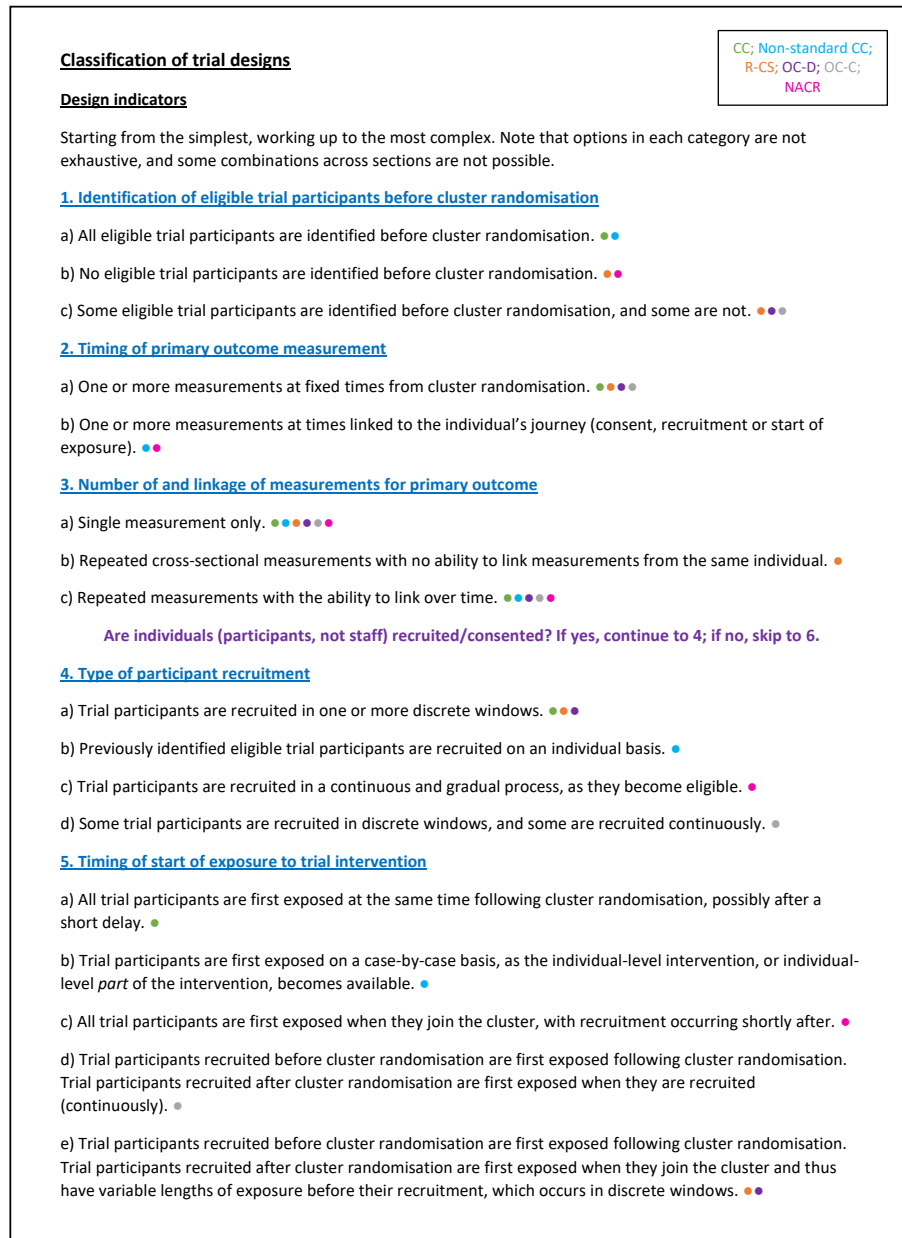 Classification of trial designs
CC; Non-standard CC;
R-CS; OC-D; OC-C;
NACR
Design indicators
Starting from the simplest, working up to the most complex. Note that options in each category are not
exhaustive, and some combinations across sections are not possible.
1. Identification of eligible trial participants before cluster randomisation
a) All eligible trial participants are identified before cluster randomisation. ●●
b) No eligible trial participants are identified before cluster randomisation. ●●
c) Some eligible trial participants are identified before cluster randomisation, and some are not. ●●●
2. Timing of primary outcome measurement
a) One or more measurements at fixed times from cluster randomisation. ●●●●
b) One or more measurements at times linked to the individual’s journey (consent, recruitment or start of
exposure). ●●
3. Number of and linkage of measurements for primary outcome
a) Single measurement only. ●●●●●●
b) Repeated cross-sectional measurements with no ability to link measurements from the same individual. ●
c) Repeated measurements with the ability to link over time. ●●●●●
Are individuals (participants, not staff) recruited/consented? If yes, continue to 4; if no, skip to 6.
4. Type of participant recruitment
a) Trial participants are recruited in one or more discrete windows. ●●●
b) Previously identified eligible trial participants are recruited on an individual basis. ●
c) Trial participants are recruited in a continuous and gradual process, as they become eligible. ●
d) Some trial participants are recruited in discrete windows, and some are recruited continuously. ●
5. Timing of start of exposure to trial intervention
a) All trial participants are first exposed at the same time following cluster randomisation, possibly after a
short delay. ●
b) Trial participants are first exposed on a case-by-case basis, as the individual-level intervention, or individual-
level part of the intervention, becomes available. ●
c) All trial participants are first exposed when they join the cluster, with recruitment occurring shortly after. ●
d) Trial participants recruited before cluster randomisation are first exposed following cluster randomisation.
Trial participants recruited after cluster randomisation are first exposed when they are recruited
(continuously). ●
e) Trial participants recruited before cluster randomisation are first exposed following cluster randomisation.
Trial participants recruited after cluster randomisation are first exposed when they join the cluster and thus
have variable lengths of exposure before their recruitment, which occurs in discrete windows. ●●